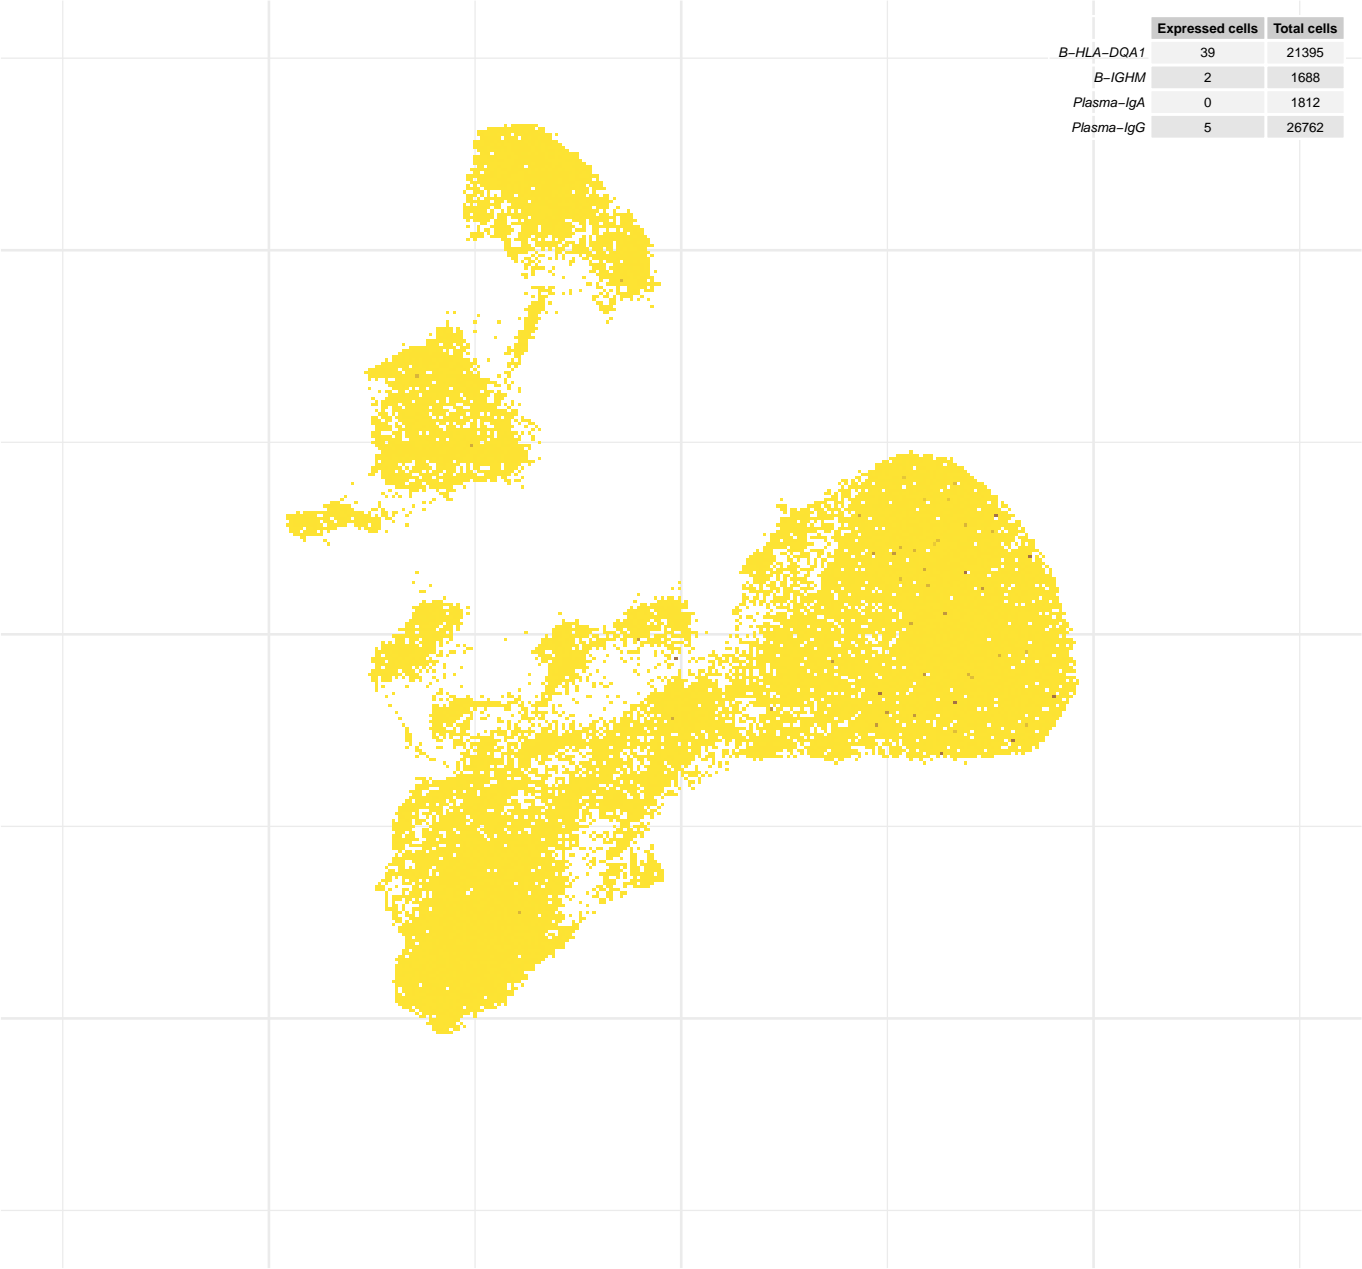 Expressed cells Total cells
B−HLA−DQA1 39 21395
B−IGHM 2 1688
Plasma−IgA 0 1812
Plasma−IgG 5 26762